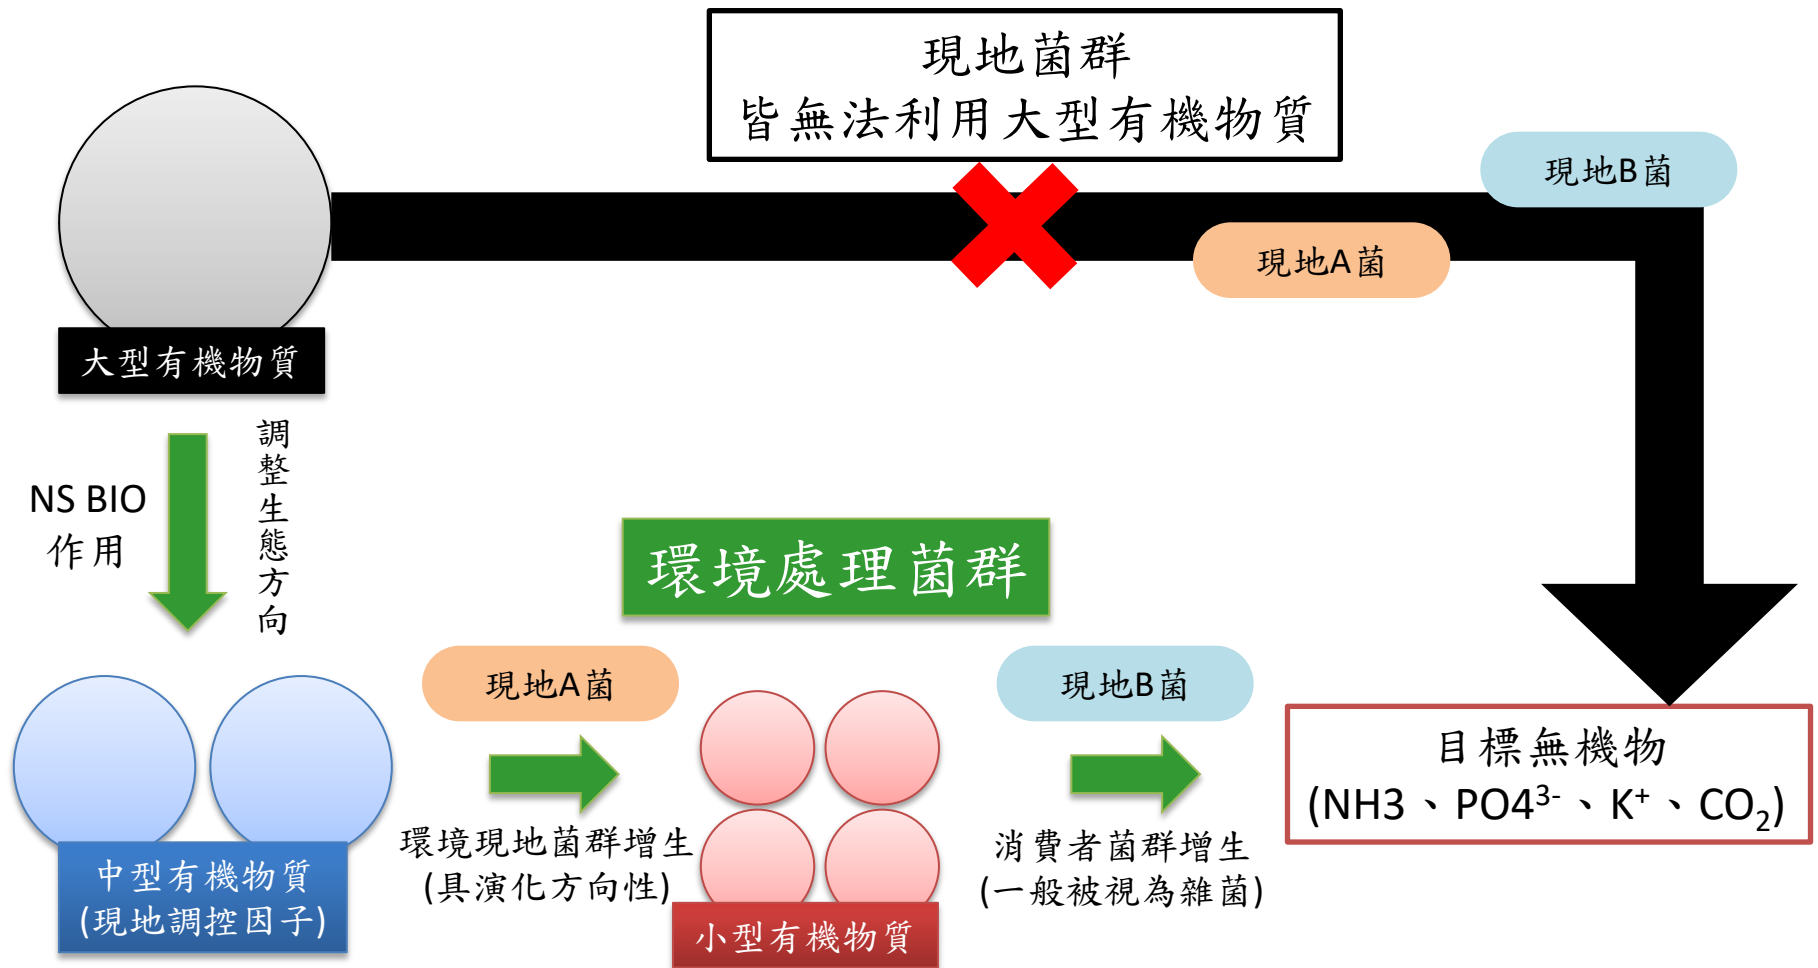 現地菌群
皆無法利用大型有機物質
現地B菌
現地A菌
大型有機物質
NS BIO
作用
調整生態方向
環境處理菌群
現地A菌
現地B菌
環境現地菌群增生
(具演化方向性)
消費者菌群增生
(一般被視為雜菌)
目標無機物
(NH3、PO4³⁻、K⁺、CO₂)
中型有機物質
(現地調控因子)
小型有機物質